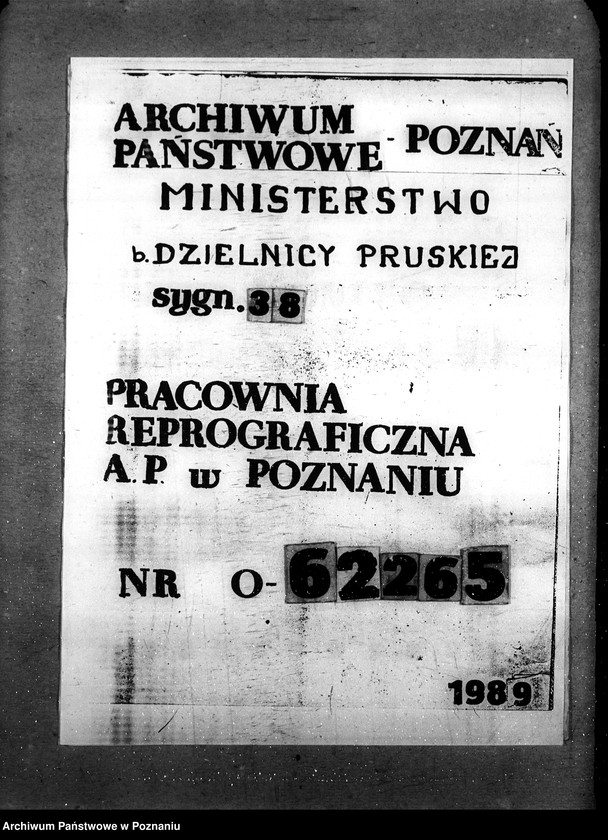 ARCHIWUM
PAŃSTWOWE - POZNAŃ
MINISTERSTWO
b. DZIELNICY PRUSKIEJ
sygn. 38
PRACOWNIA
REPROGRAFICZNA
A. P. w POZNANIU
NR O-62265
1989
Archiwum Państwowe w Poznaniu